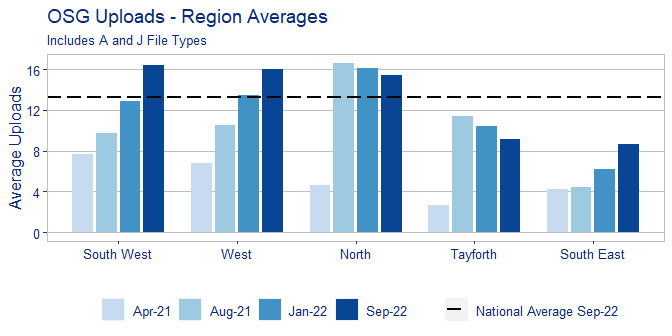 OSG Uploads - Region Averages
Includes A and J File Types
Average Uploads
16
12
8
4
0
South West West North Tayforth South East
Apr-21 Aug-21 Jan-22 Sep-22 National Average Sep-22